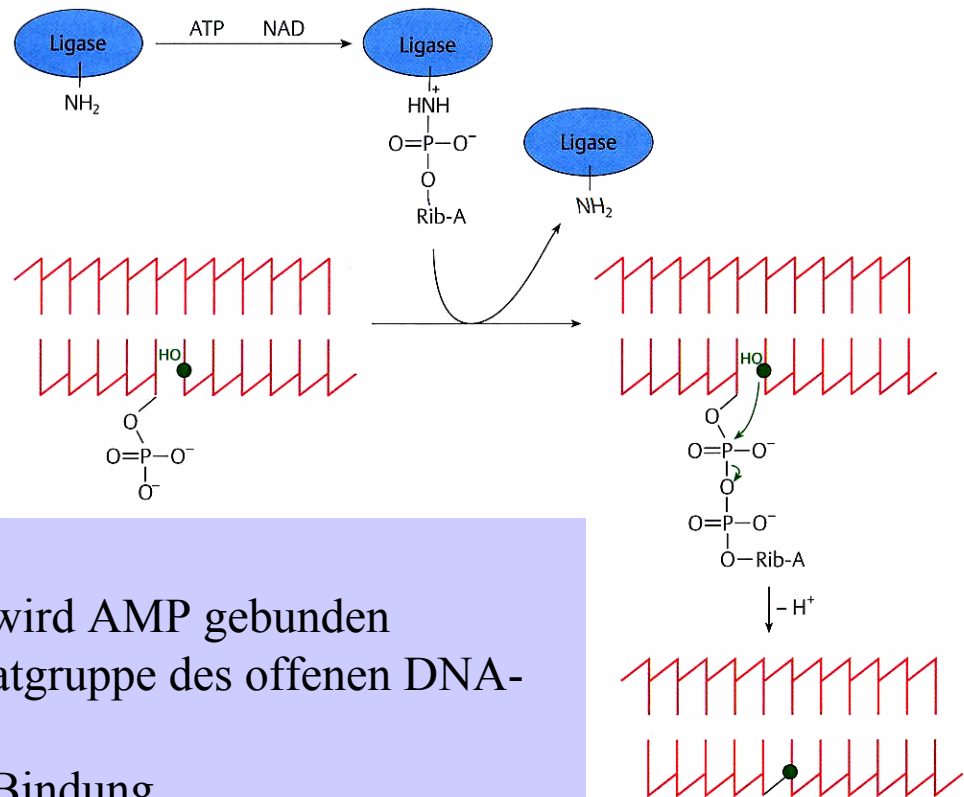 Ligase
ATP NAD
Ligase
NH₂
HNH⁺
O=P–O⁻
O
Rib-A
Ligase
NH₂
HO
O
O=P–O⁻
O⁻
HO
O
O=P–O⁻
O
O=P–O⁻
O–Rib-A
– H⁺
wird AMP gebunden
atgruppe des offenen DNA-
Bindung